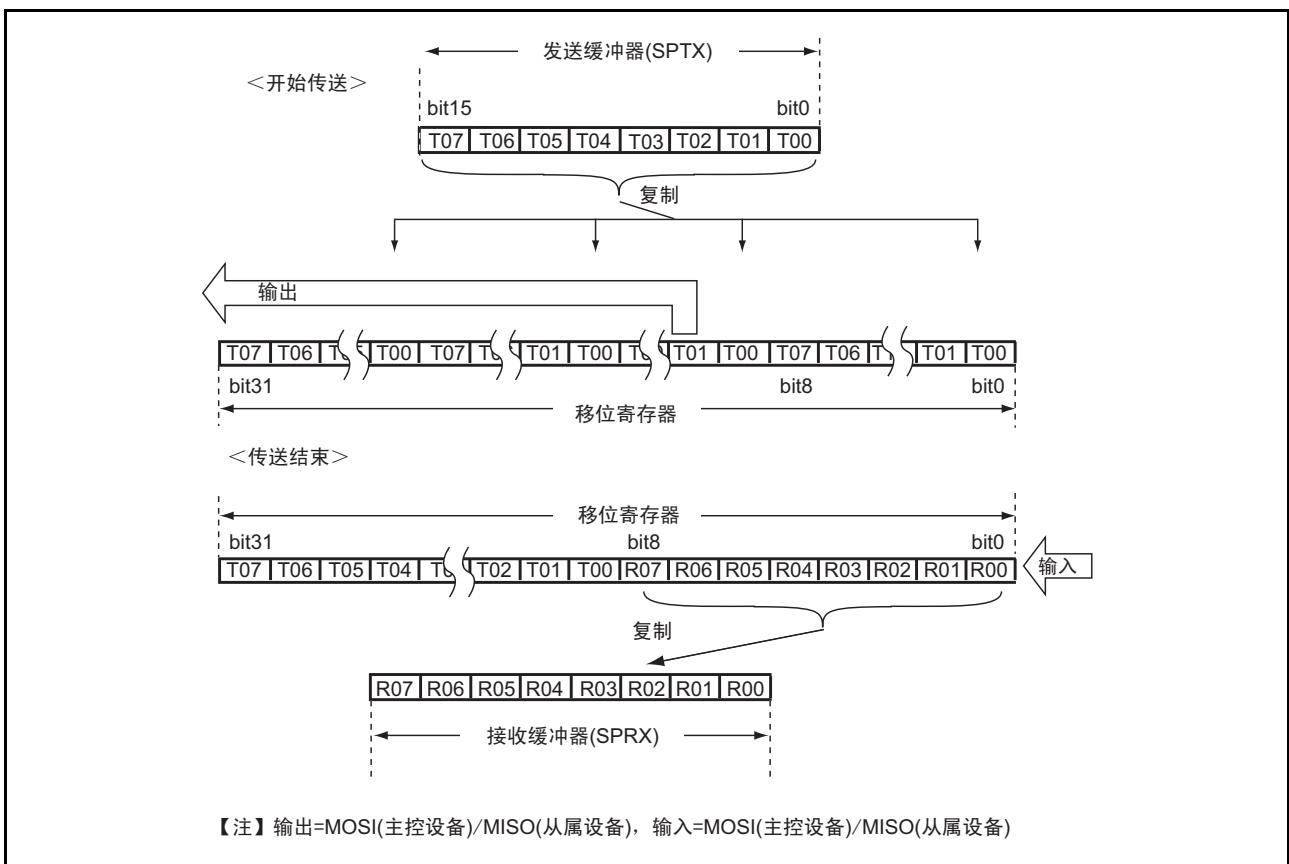 发送缓冲器(SPTX)
＜开始传送＞
bit15 bit0
T07 T06 T05 T04 T03 T02 T01 T00
复制
输出
T07 T06 T00 T07 T01 T00 T01 T00 T07 T06 T01 T00
bit31 bit8 bit0
移位寄存器
＜传送结束＞
移位寄存器
bit31 bit8 bit0
T07 T06 T05 T04 T02 T01 T00 R07 R06 R05 R04 R03 R02 R01 R00
输入
复制
R07 R06 R05 R04 R03 R02 R01 R00
接收缓冲器(SPRX)
【注】输出=MOSI(主控设备)/MISO(从属设备)，输入=MOSI(主控设备)/MISO(从属设备)